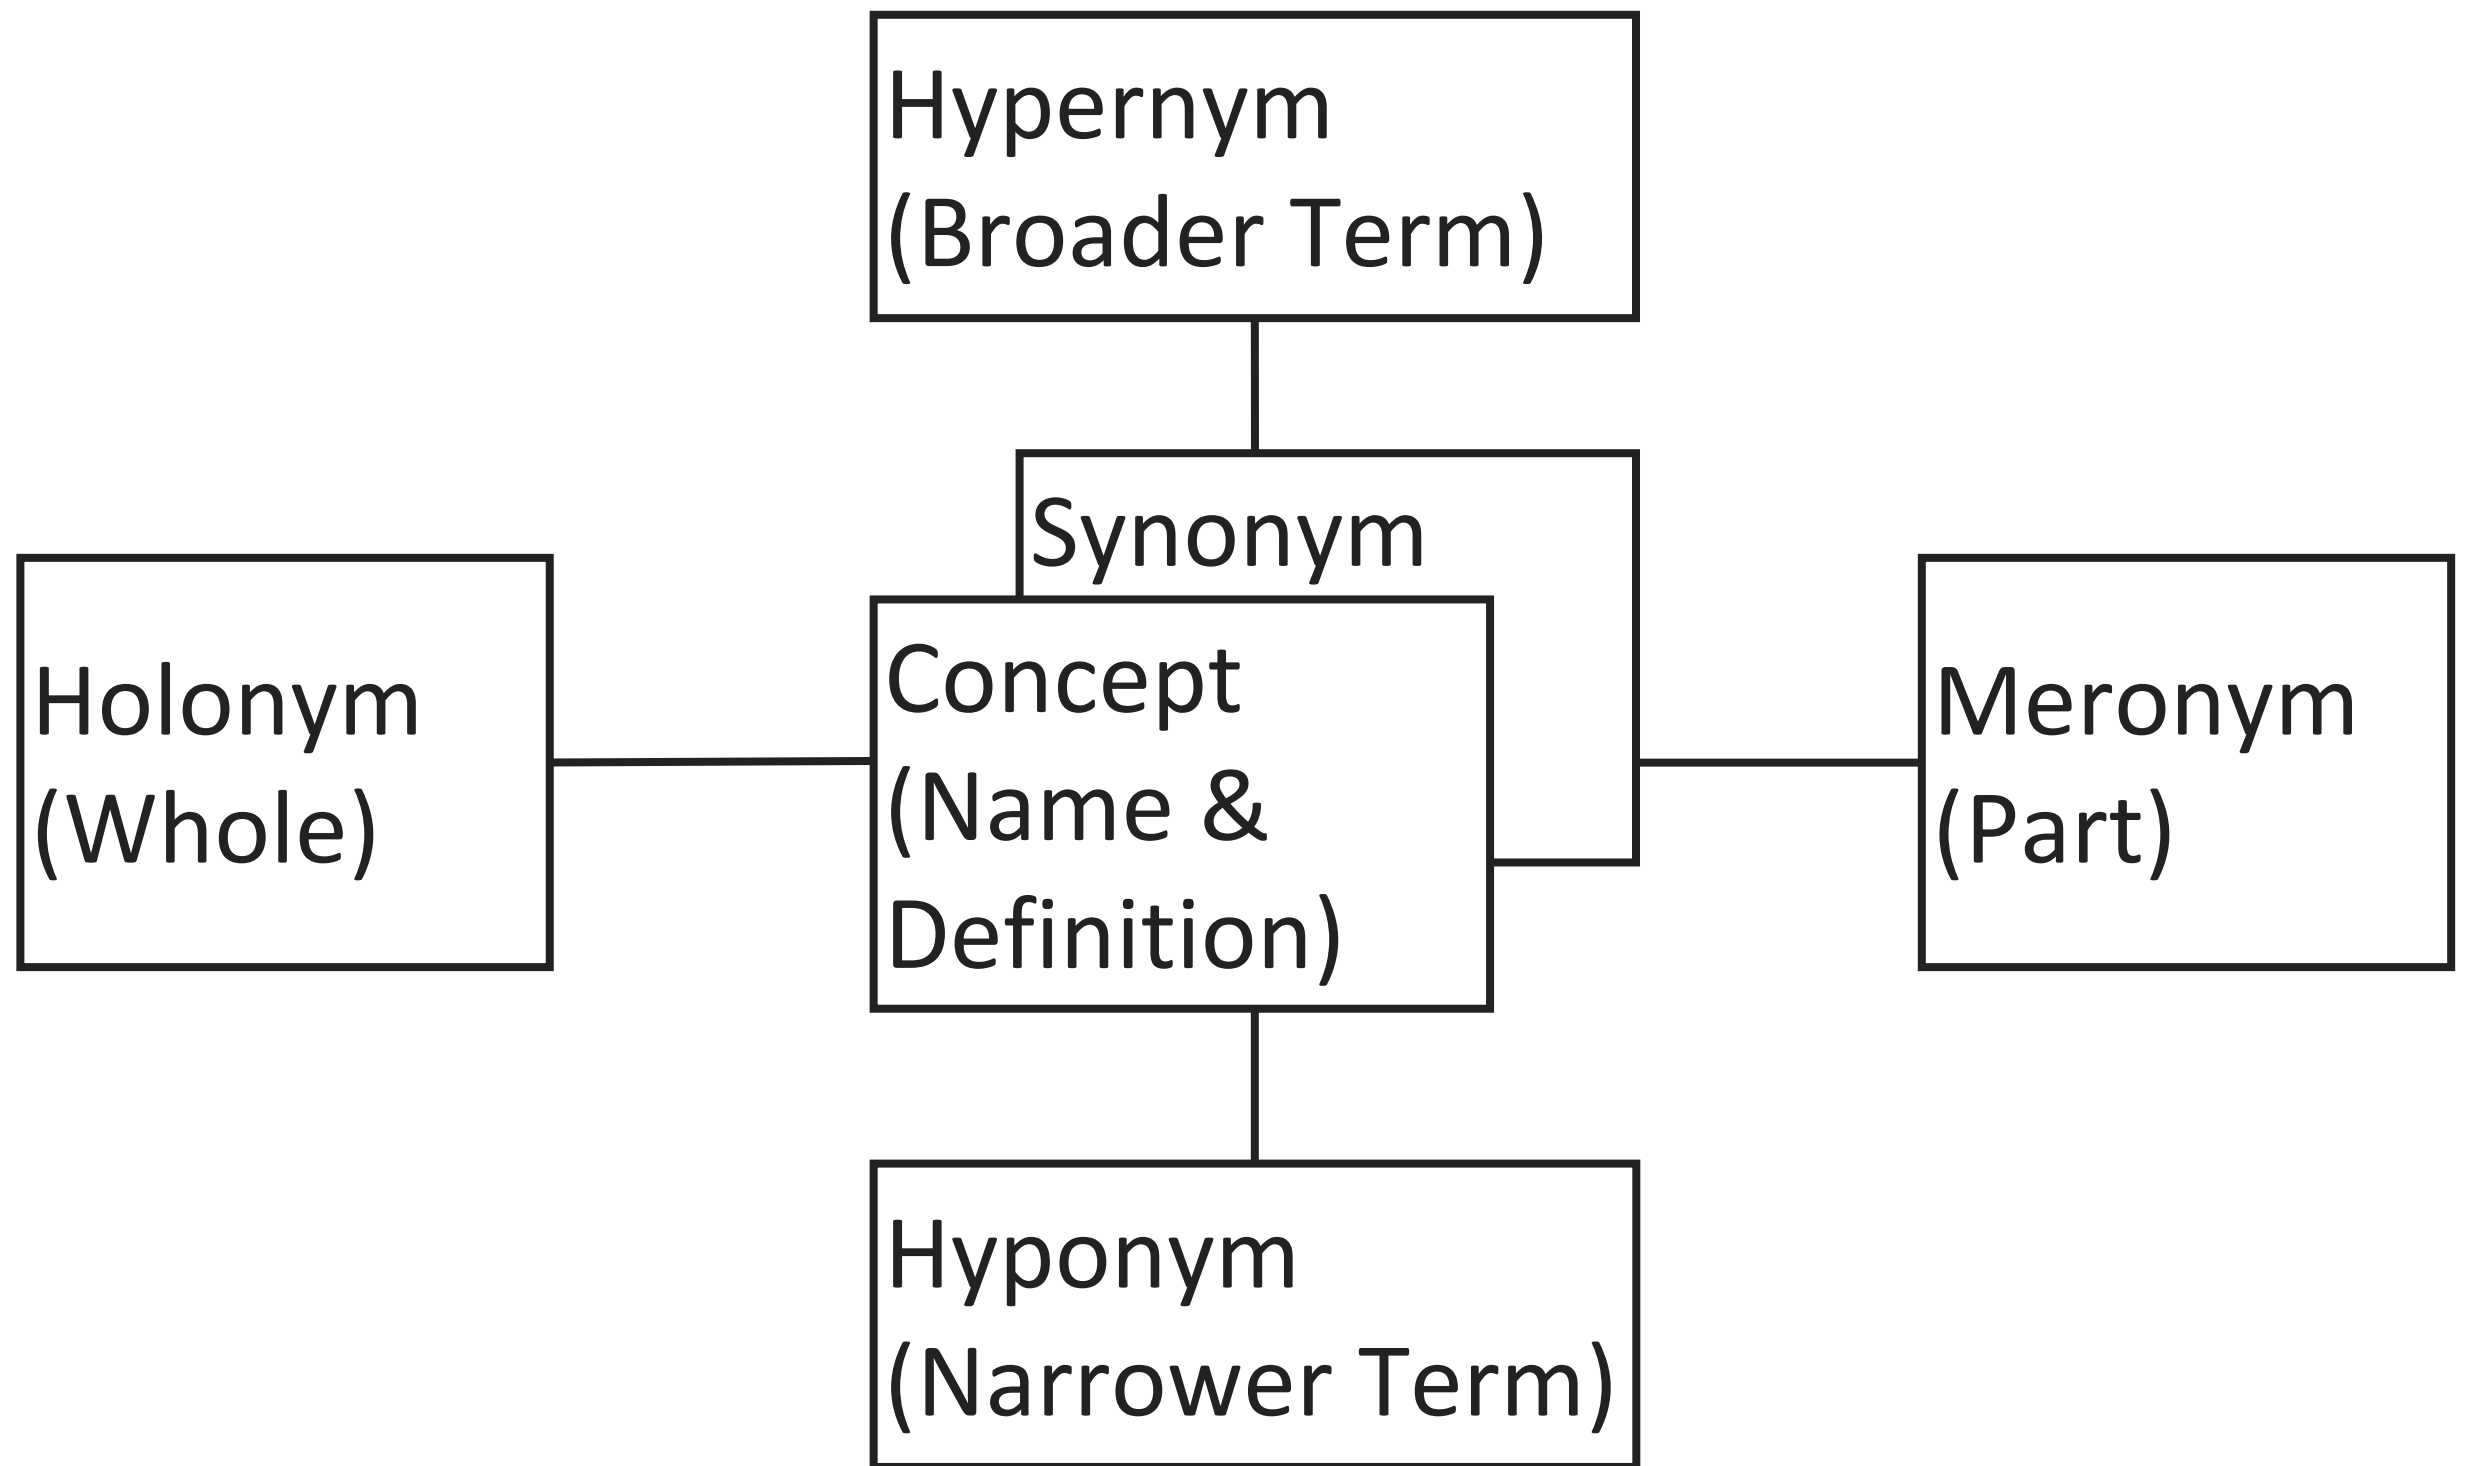 Hypernym
(Broader Term)
Synonym
Holonym
(Whole)
Concept
(Name &
Definition)
Meronym
(Part)
Hyponym
(Narrower Term)